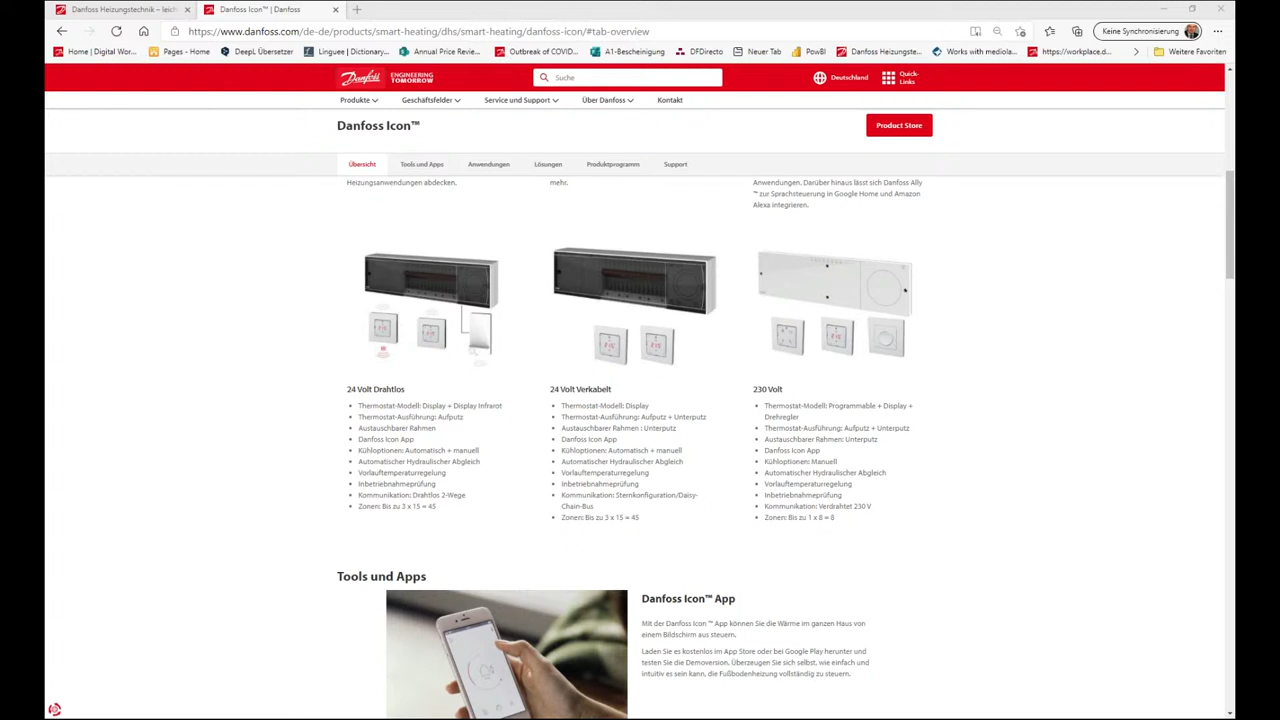 Danfoss Heizungstechnik – leich
Danfoss Icon™ | Danfoss
https://www.danfoss.com/de-de/products/smart-heating/dhs/smart-heating/danfoss-icon/#tab-overview
Keine Synchronisierung
Home | Digital Wor...
Pages - Home
DeepL Übersetzer
Linguee | Dictionary...
Annual Price Revie...
Outbreak of COVID...
A1-Bescheinigung
DFDirecto
Neuer Tab
PowBI
Danfoss Heizungste...
Works with mediola...
https://workplace.d...
Weitere Favoriten
Danfoss
ENGINEERING
TOMORROW
Suche
Deutschland
Quick-
Links
Produkte
Geschäftsfelder
Service und Support
Über Danfoss
Kontakt
Danfoss Icon™
Product Store
Übersicht
Tools und Apps
Anwendungen
Lösungen
Produktprogramm
Support
Heizungsanwendungen abdecken.
mehr.
Anwendungen. Darüber hinaus lässt sich Danfoss Ally
™ zur Sprachsteuerung in Google Home und Amazon
Alexa integrieren.
24 Volt Drahtlos
• Thermostat-Modell: Display + Display Infrarot
• Thermostat-Ausführung: Aufputz
• Austauschbarer Rahmen
• Danfoss Icon App
• Kühloptionen: Automatisch + manuell
• Automatischer Hydraulischer Abgleich
• Vorlauftemperaturregelung
• Inbetriebnahmeprüfung
• Kommunikation: Drahtlos 2-Wege
• Zonen: Bis zu 3 x 15 = 45
24 Volt Verkabelt
• Thermostat-Modell: Display
• Thermostat-Ausführung: Aufputz + Unterputz
• Austauschbarer Rahmen : Unterputz
• Danfoss Icon App
• Kühloptionen: Automatisch + manuell
• Automatischer Hydraulischer Abgleich
• Vorlauftemperaturregelung
• Inbetriebnahmeprüfung
• Kommunikation: Sternkonfiguration/Daisy-
Chain-Bus
• Zonen: Bis zu 3 x 15 = 45
230 Volt
• Thermostat-Modell: Programmable + Display +
Drehregler
• Thermostat-Ausführung: Aufputz + Unterputz
• Austauschbarer Rahmen: Unterputz
• Danfoss Icon App
• Kühloptionen: Manuell
• Automatischer Hydraulischer Abgleich
• Vorlauftemperaturregelung
• Inbetriebnahmeprüfung
• Kommunikation: Verdrahtet 230 V
• Zonen: Bis zu 1 x 8 = 8
Tools und Apps
Danfoss Icon™ App
Mit der Danfoss Icon ™ App können Sie die Wärme im ganzen Haus von
einem Bildschirm aus steuern.
Laden Sie es kostenlos im App Store oder bei Google Play herunter und
testen Sie die Demoversion. Überzeugen Sie sich selbst, wie einfach und
intuitiv es sein kann, die Fußbodenheizung vollständig zu steuern.